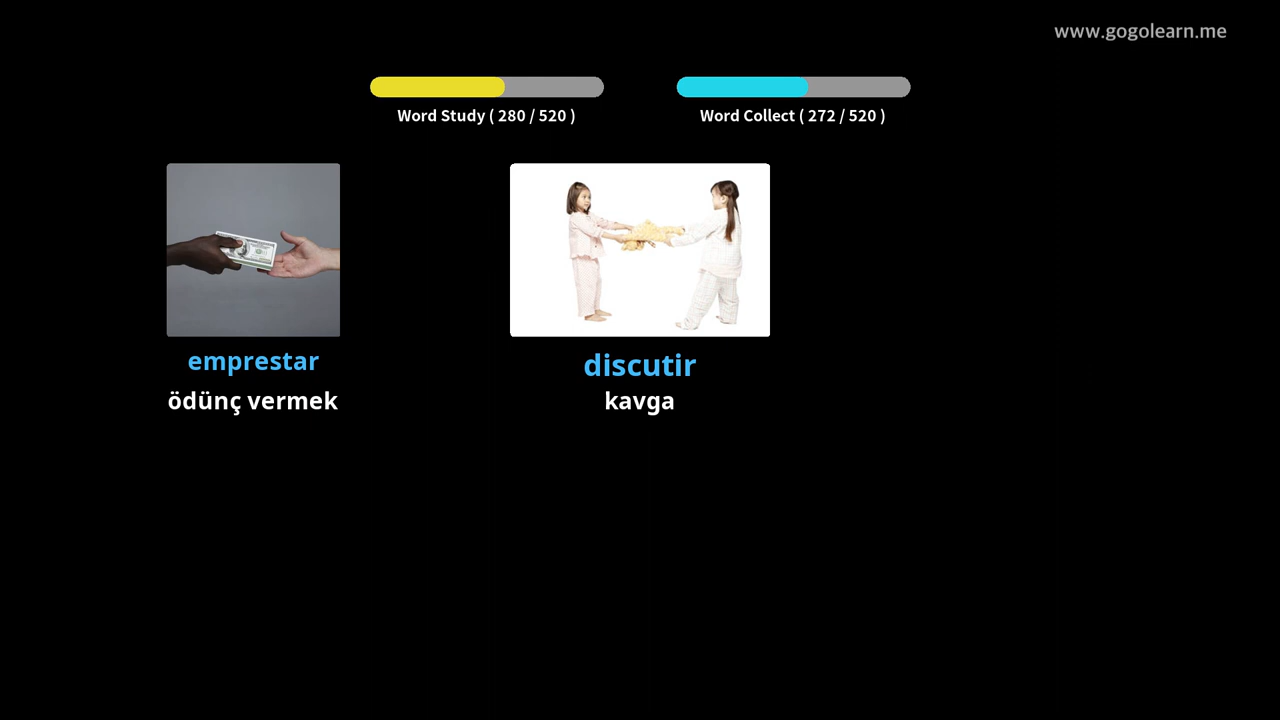 www.gogolearn.me
Word Study ( 280 / 520 )
Word Collect ( 272 / 520 )
emprestar
ödünç vermek
discutir
kavga